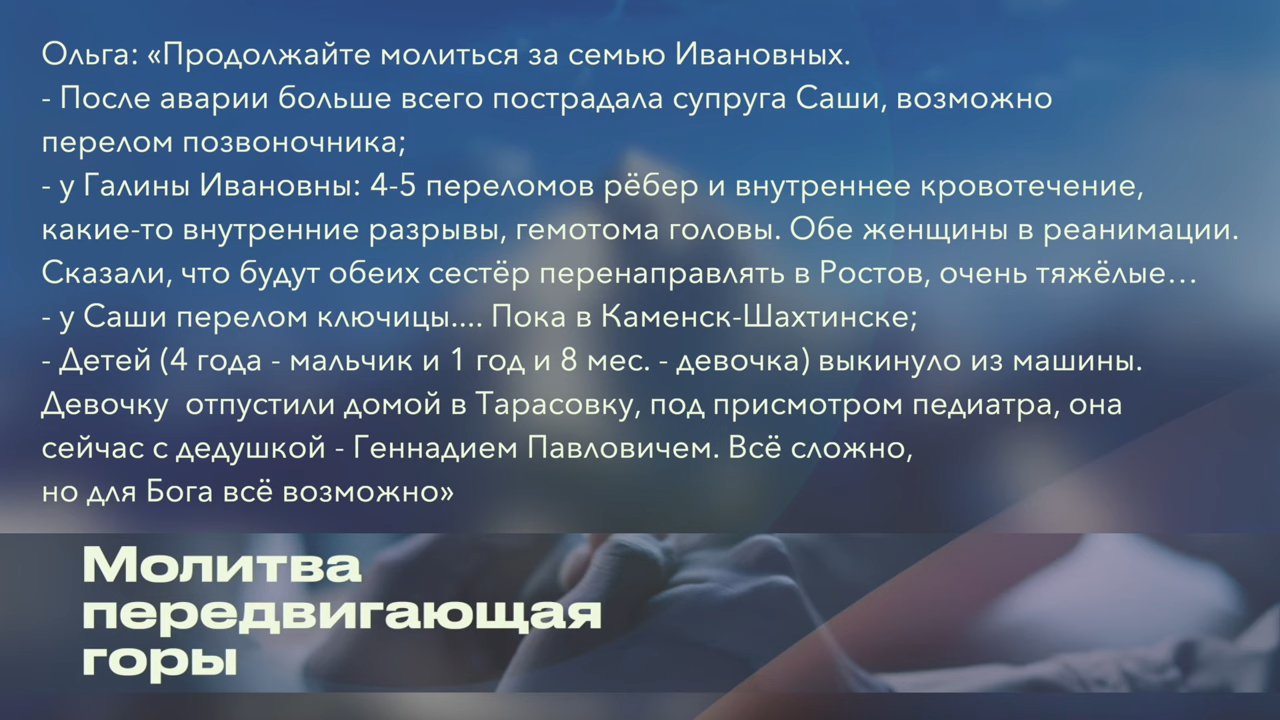 Ольга: «Продолжайте молиться за семью Ивановных.
- После аварии больше всего пострадала супруга Саши, возможно
перелом позвоночника;
- у Галины Ивановны: 4-5 переломов рёбер и внутреннее кровотечение,
какие-то внутренние разрывы, гемотома головы. Обе женщины в реанимации.
Сказали, что будут обеих сестёр перенаправлять в Ростов, очень тяжёлые...
- у Саши перелом ключицы.... Пока в Каменск-Шахтинске;
- Детей (4 года - мальчик и 1 год и 8 мес. - девочка) выкинуло из машины.
Девочку  отпустили домой в Тарасовку, под присмотром педиатра, она
сейчас с дедушкой - Геннадием Павловичем. Всё сложно,
но для Бога всё возможно»
Молитва
передвигающая
горы